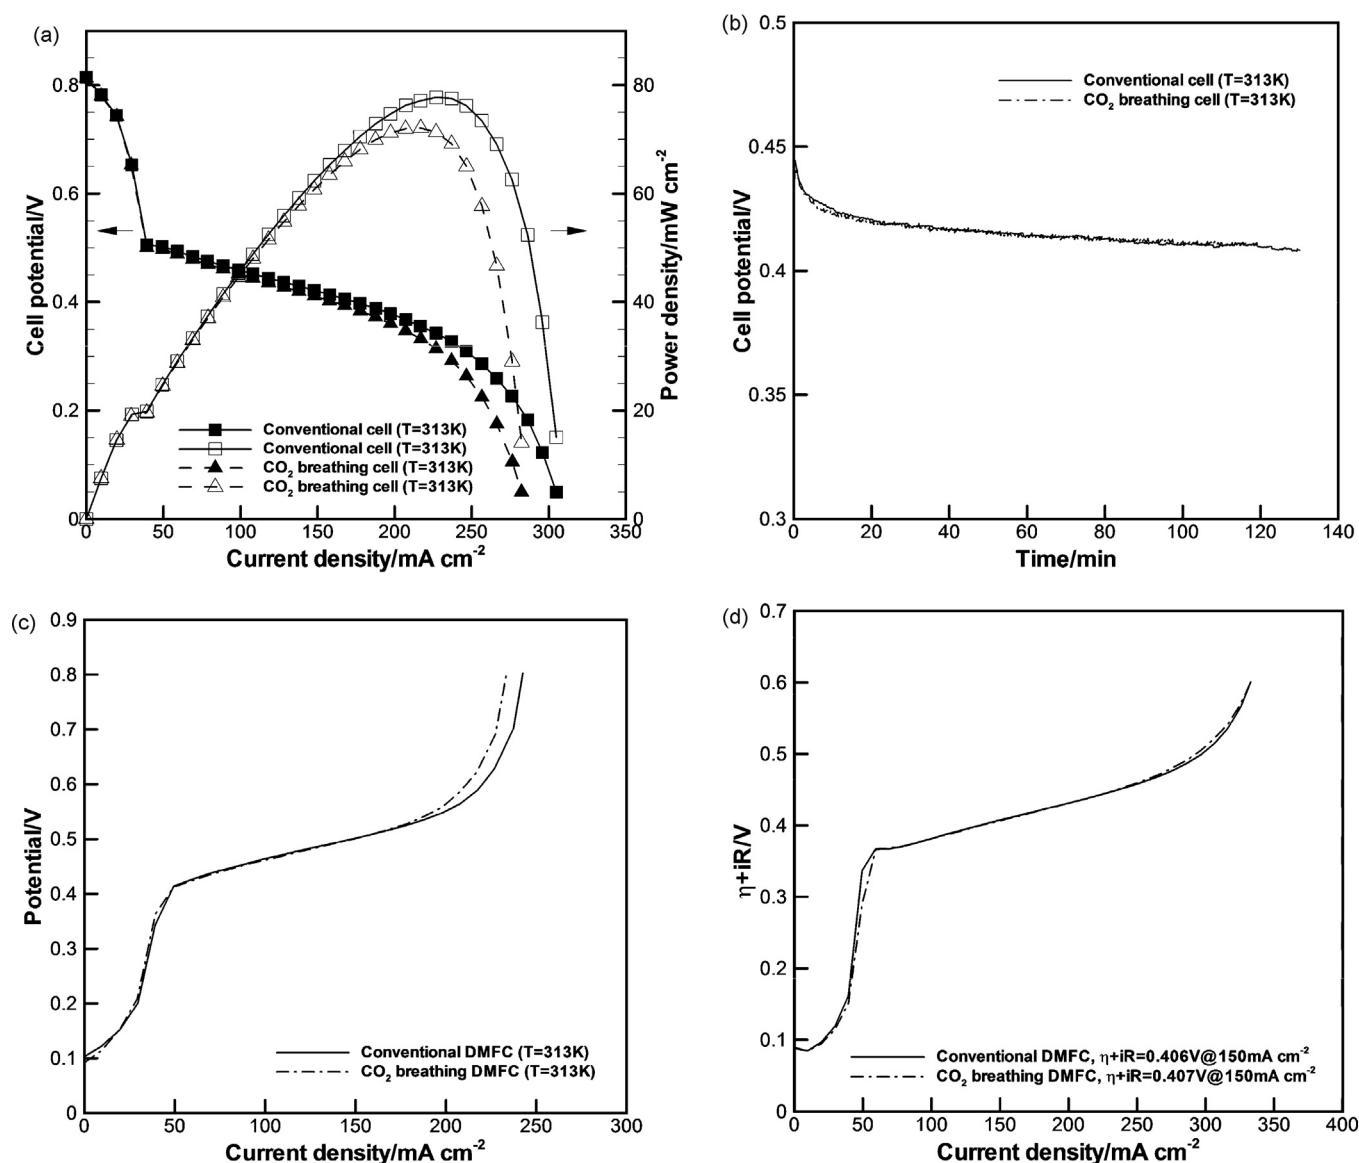 (a)
0.8
0.6
0.4
0.2
0
Cell potential/V
80
60
40
20
0
Power density/mW cm-2
Conventional cell (T=313K)
Conventional cell (T=313K)
CO2 breathing cell (T=313K)
CO2 breathing cell (T=313K)
0 50 100 150 200 250 300 350
Current density/mA cm-2
(b)
0.5
0.45
0.4
0.35
0.3
Cell potential/V
Conventional cell (T=313K)
CO2 breathing cell (T=313K)
0 20 40 60 80 100 120 140
Time/min
(c)
0.9
0.8
0.7
0.6
0.5
0.4
0.3
0.2
0.1
0
Potential/V
Conventional DMFC (T=313K)
CO2 breathing DMFC (T=313K)
0 50 100 150 200 250 300
Current density/mA cm-2
(d)
0.7
0.6
0.5
0.4
0.3
0.2
0.1
0
η+iR/V
Conventional DMFC, η+iR=0.406V@150mA cm-2
CO2 breathing DMFC, η+iR=0.407V@150mA cm-2
0 50 100 150 200 250 300 350 400
Current density/mA cm-2